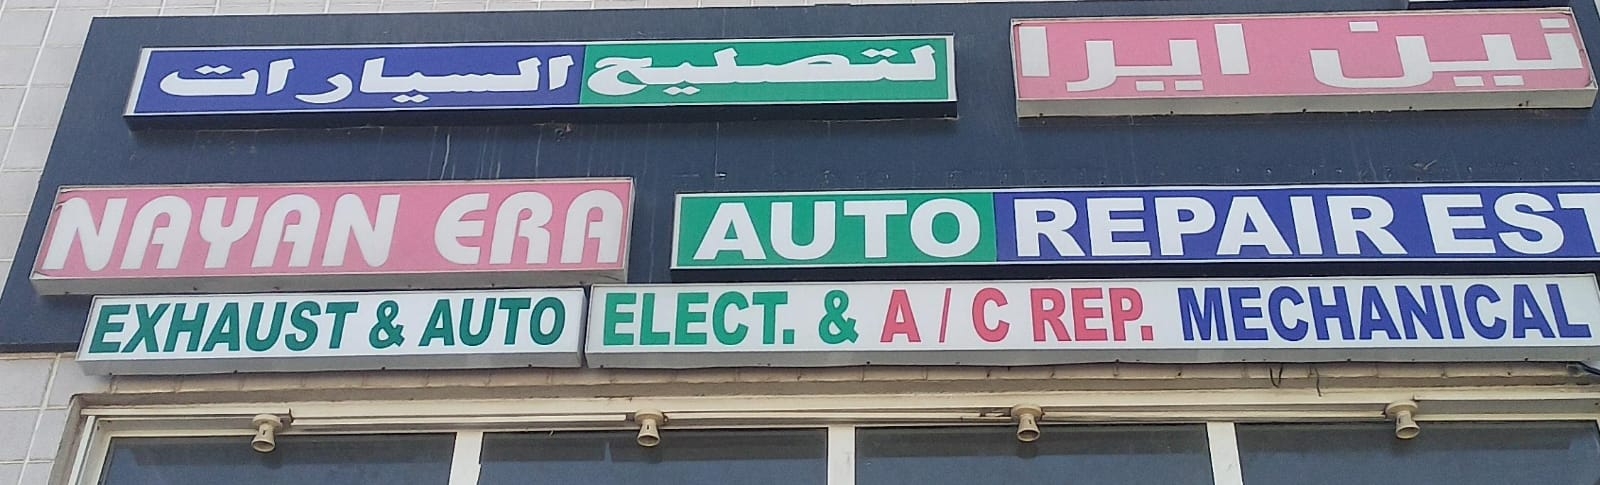 نين ايرا لتصليح السيارات
NAYAN ERA AUTO REPAIR EST
EXHAUST & AUTO ELECT. & A / C REP. MECHANICAL